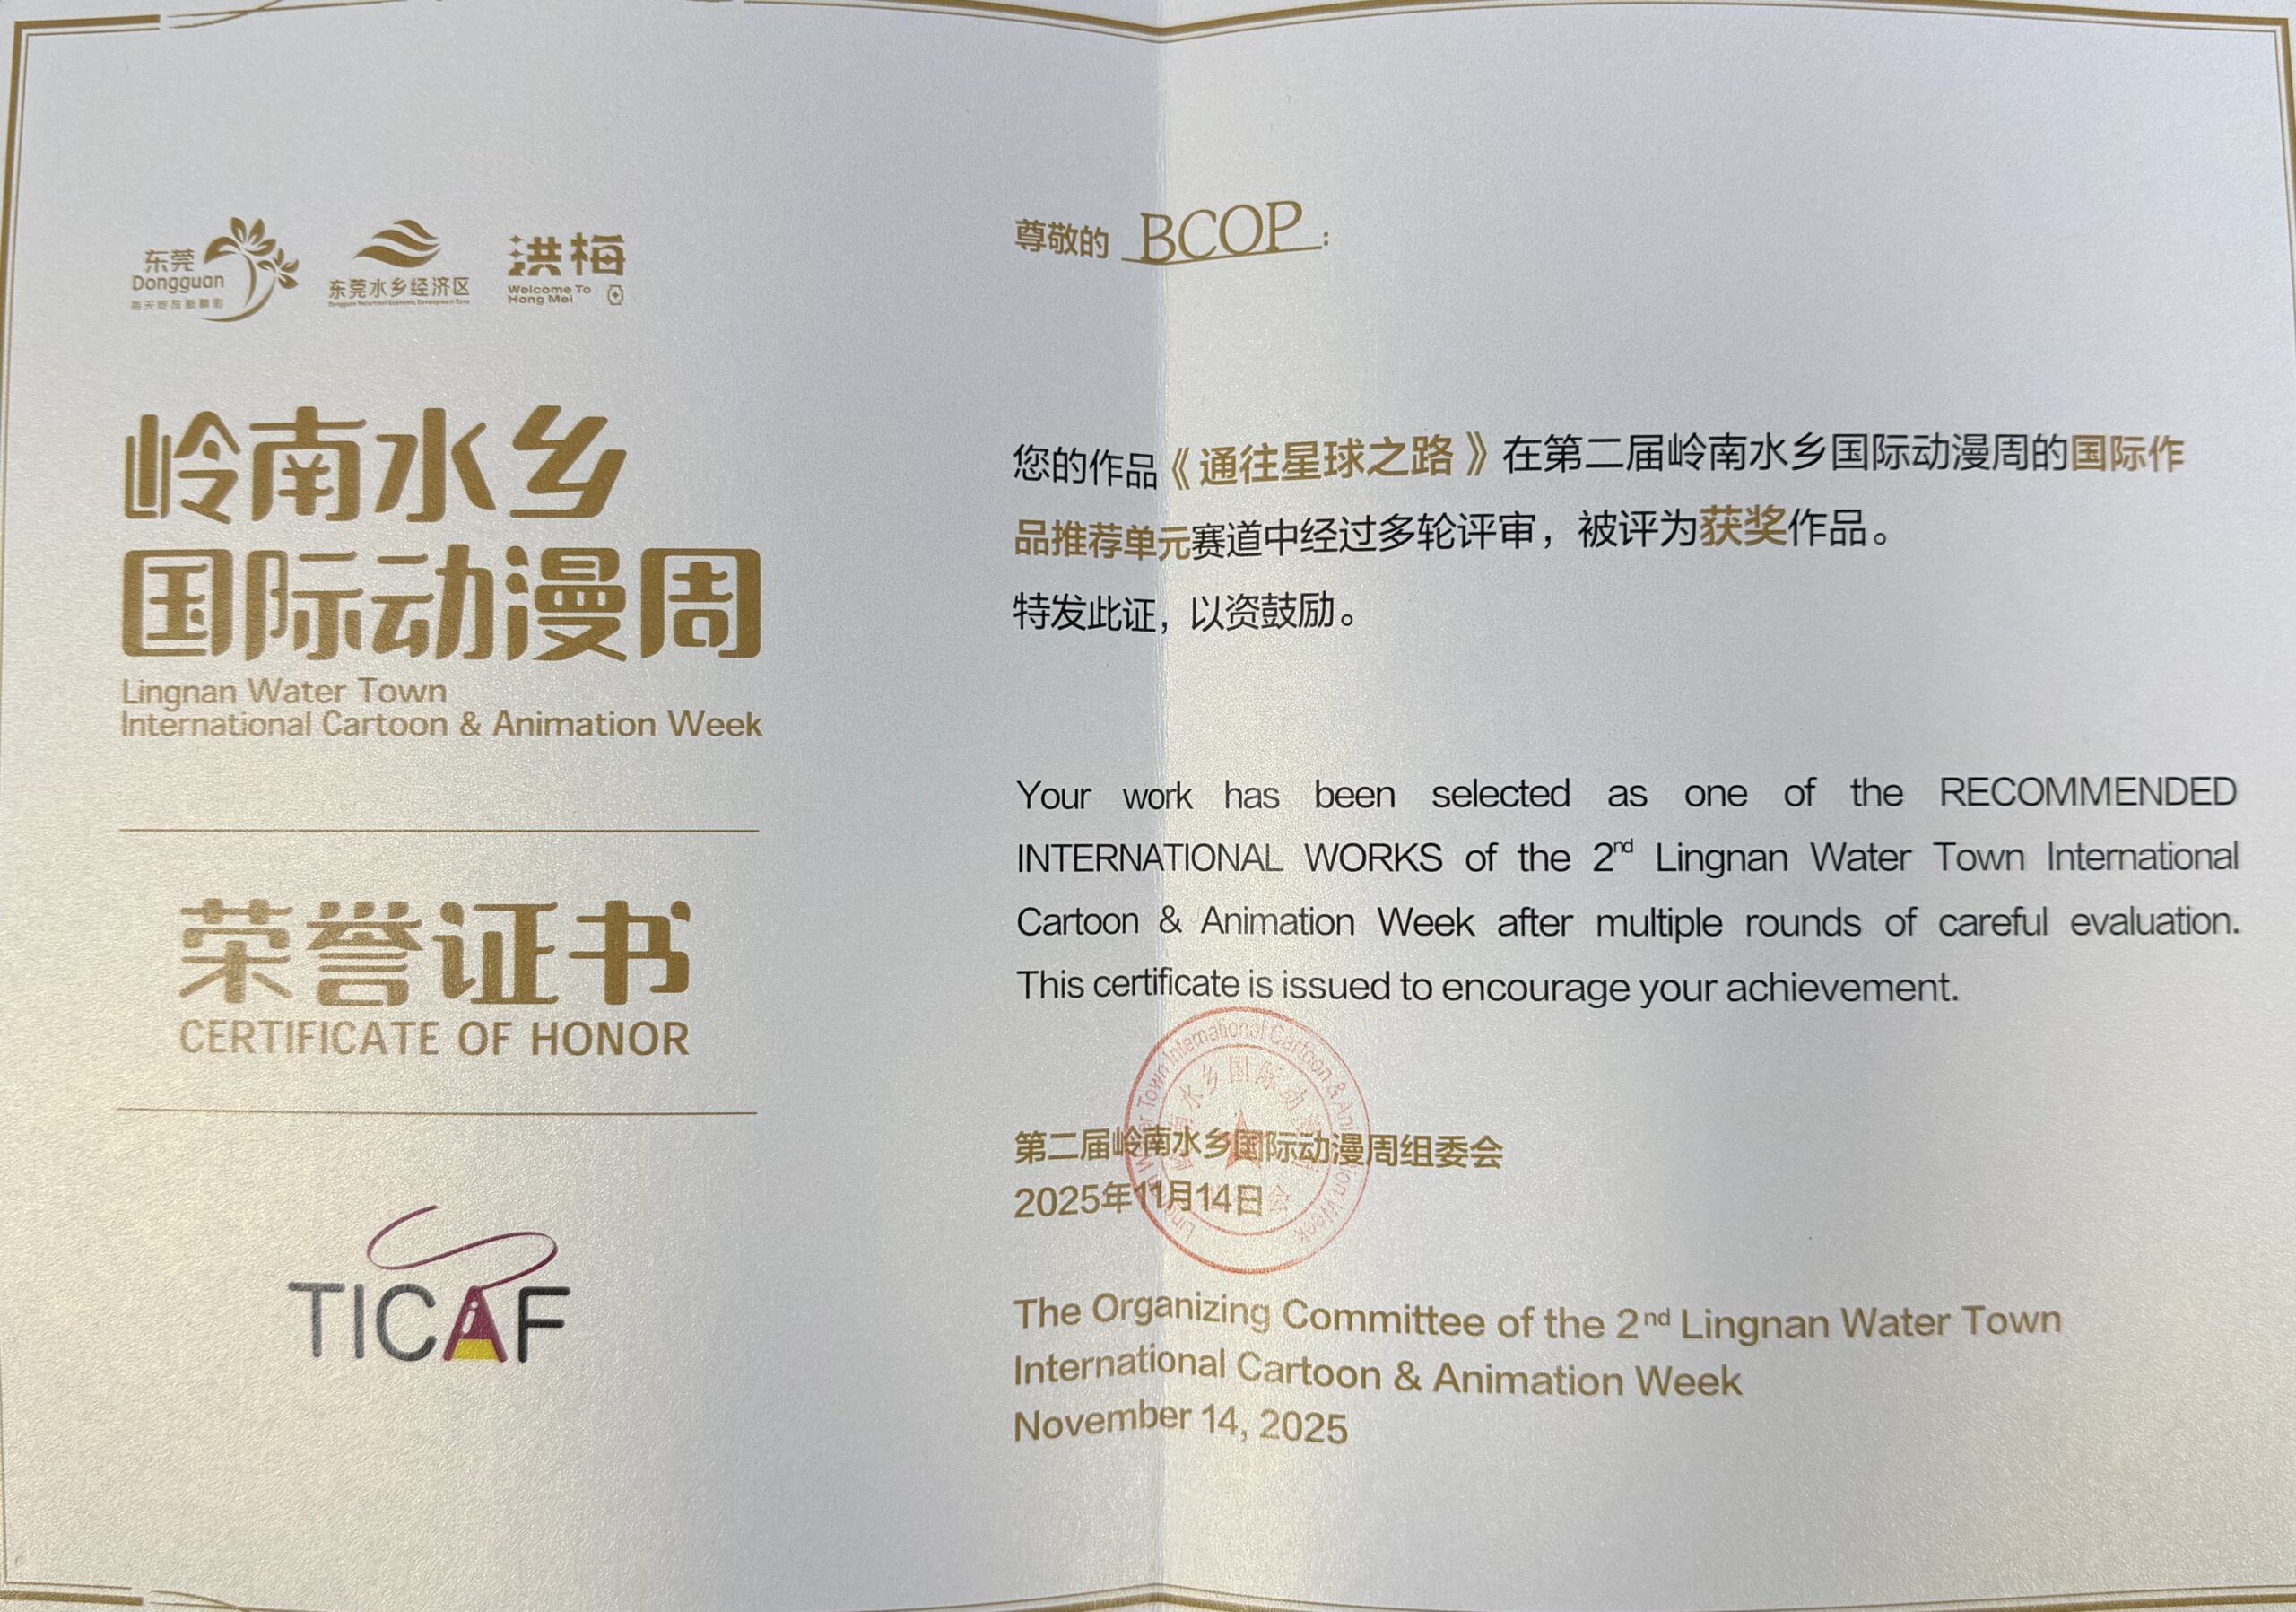 东莞
Dongguan
每天绽放新精彩
东莞水乡经济区
洪梅
Welcome To
Hong Mei
岭南水乡
国际动漫周
Lingnan Water Town
International Cartoon & Animation Week
荣誉证书
CERTIFICATE OF HONOR
TICAF
尊敬的 BCOP:
您的作品《通往星球之路》在第二届岭南水乡国际动漫周的国际作
品推荐单元赛道中经过多轮评审，被评为获奖作品。
特发此证，以资鼓励。
Your work has been selected as one of the RECOMMENDED
INTERNATIONAL WORKS of the 2nd Lingnan Water Town International
Cartoon & Animation Week after multiple rounds of careful evaluation.
This certificate is issued to encourage your achievement.
第二届岭南水乡国际动漫周组委会
2025年11月14日
The Organizing Committee of the 2nd Lingnan Water Town
International Cartoon & Animation Week
November 14, 2025